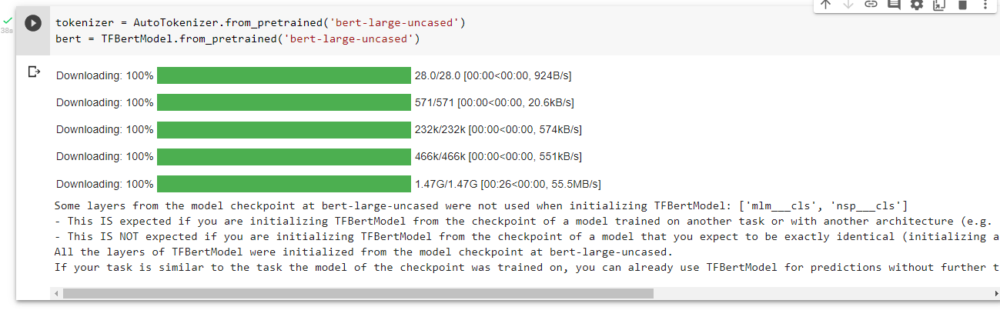 38s
tokenizer = AutoTokenizer.from_pretrained('bert-large-uncased')
bert = TFBertModel.from_pretrained('bert-large-uncased')
Downloading: 100% 28.0/28.0 [00:00<00:00, 924B/s]
Downloading: 100% 571/571 [00:00<00:00, 20.6kB/s]
Downloading: 100% 232k/232k [00:00<00:00, 574kB/s]
Downloading: 100% 466k/466k [00:00<00:00, 551kB/s]
Downloading: 100% 1.47G/1.47G [00:26<00:00, 55.5MB/s]
Some layers from the model checkpoint at bert-large-uncased were not used when initializing TFBertModel: ['mlm___cls', 'nsp___cls']
- This IS expected if you are initializing TFBertModel from the checkpoint of a model trained on another task or with another architecture (e.g.
- This IS NOT expected if you are initializing TFBertModel from the checkpoint of a model that you expect to be exactly identical (initializing a
All the layers of TFBertModel were initialized from the model checkpoint at bert-large-uncased.
If your task is similar to the task the model of the checkpoint was trained on, you can already use TFBertModel for predictions without further t